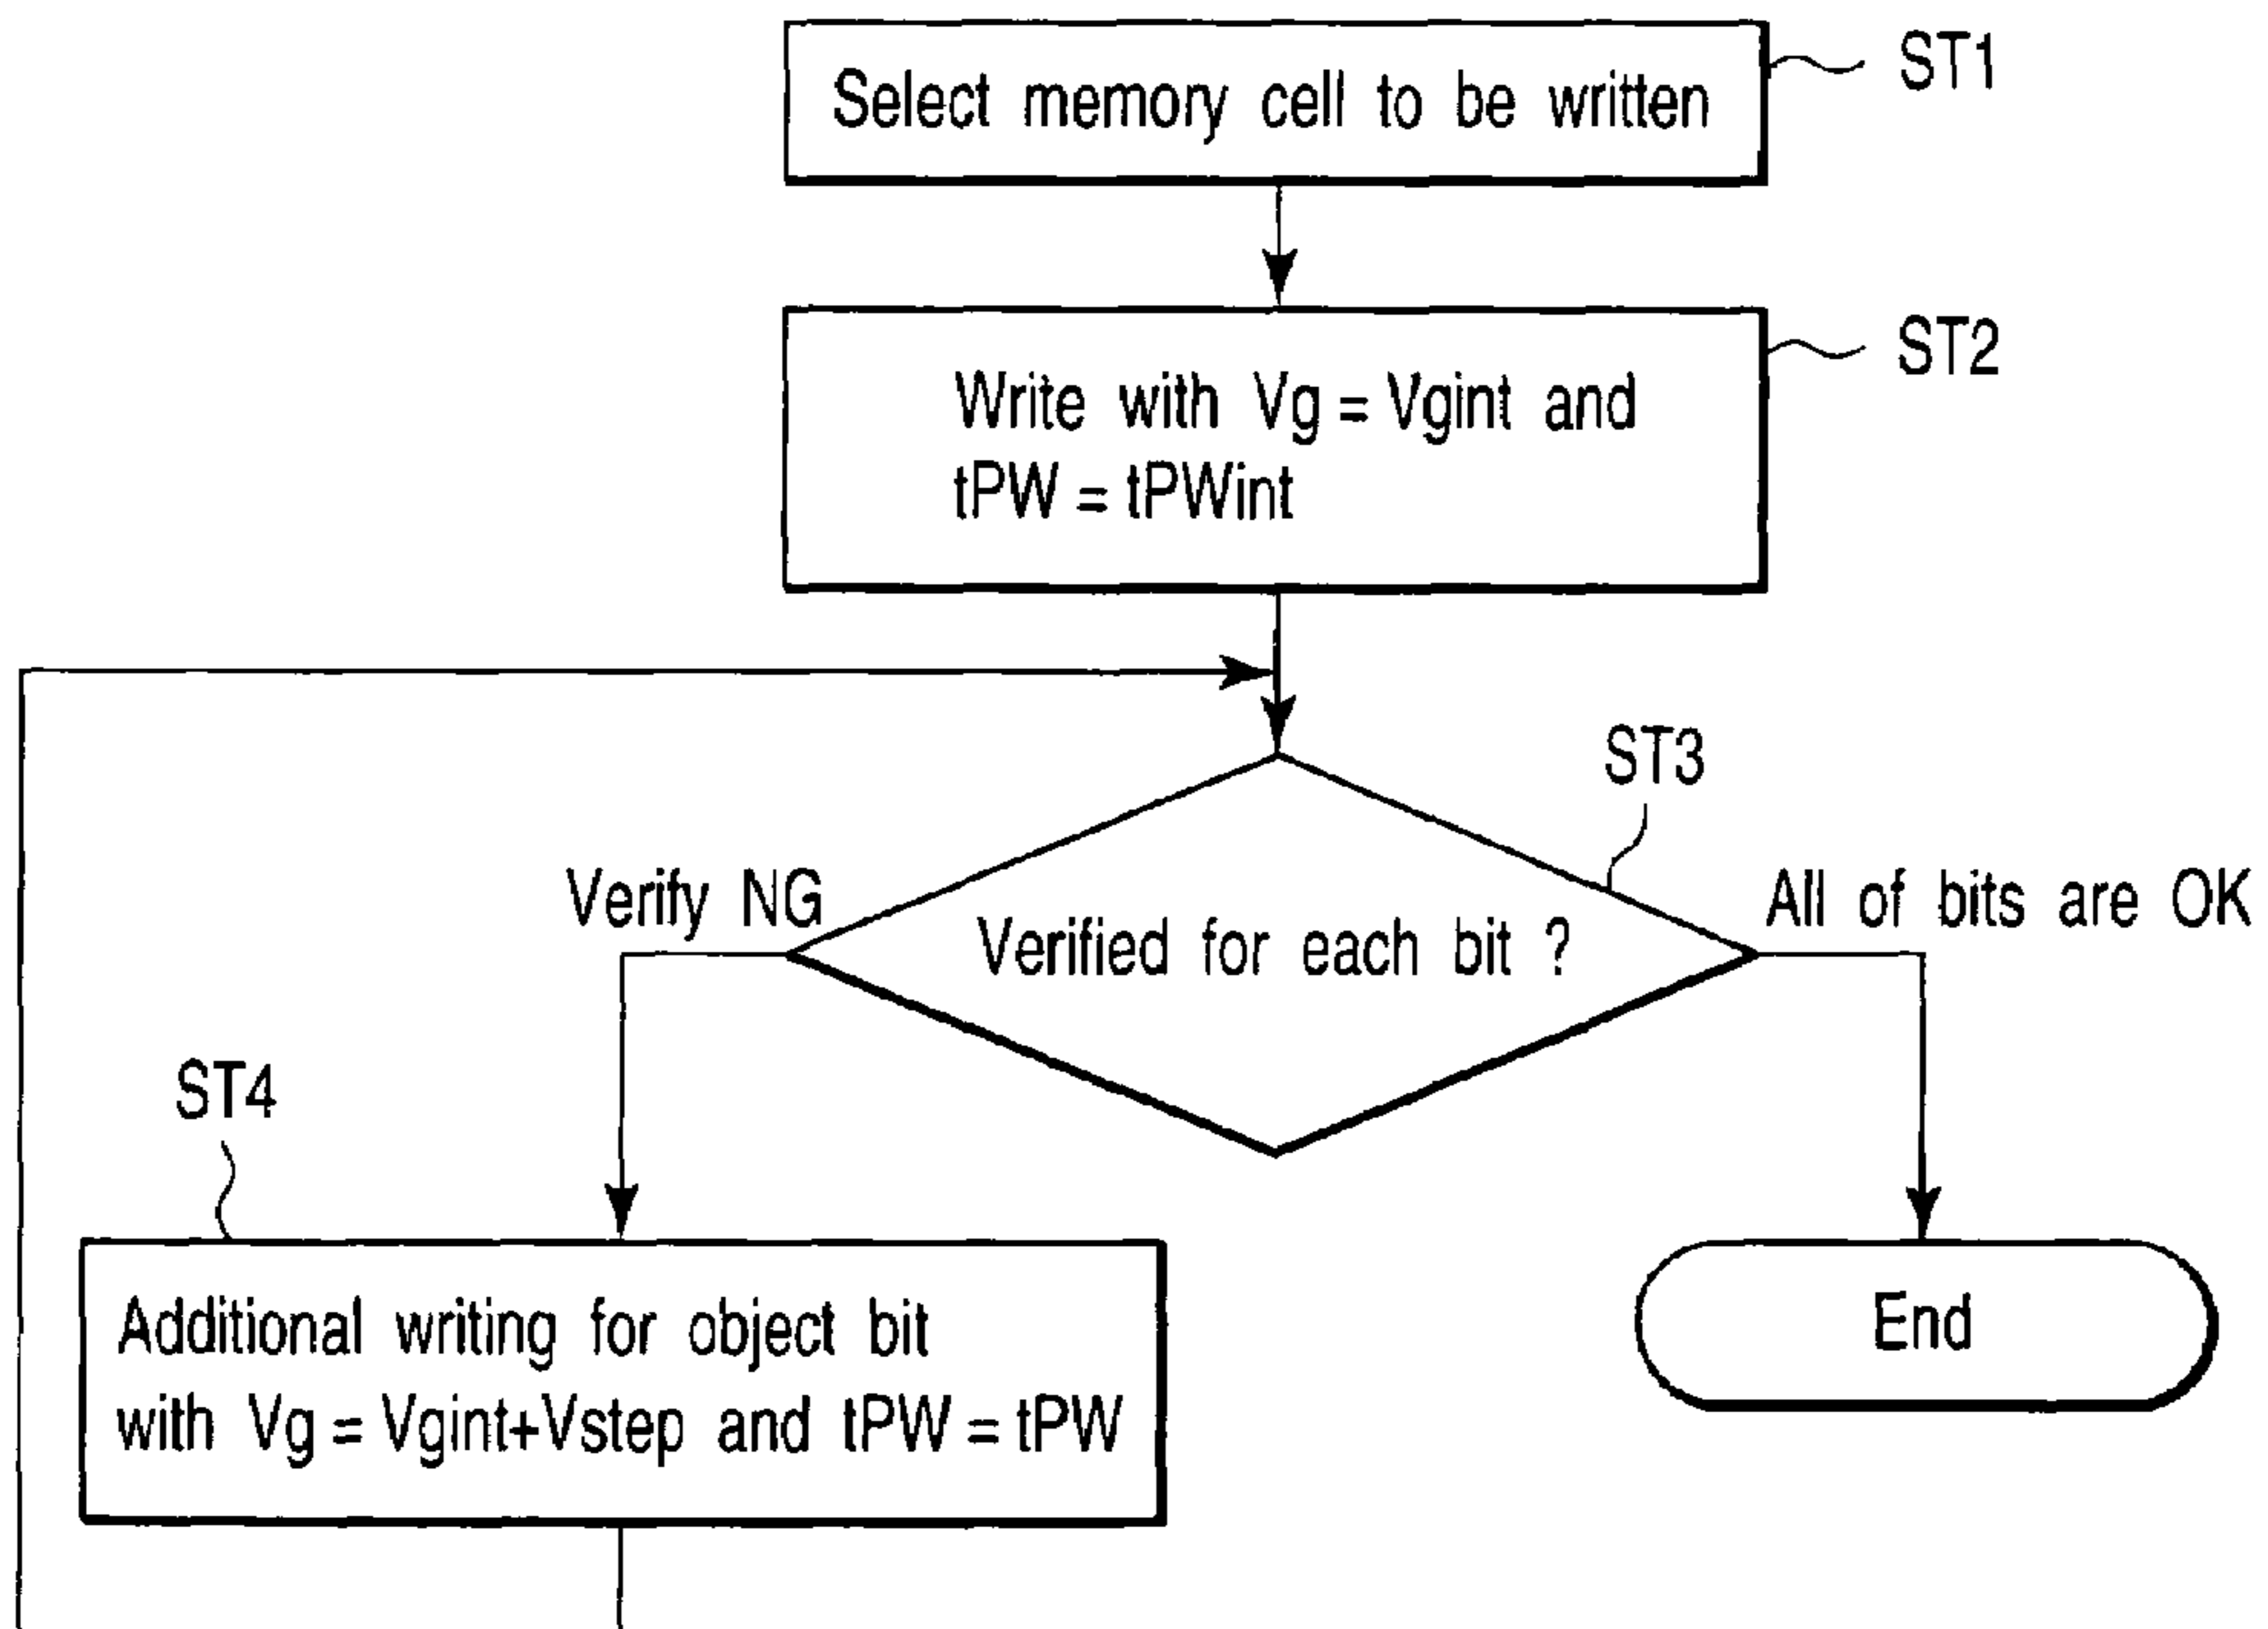 Select memory cell to be written
ST1
Write with Vg = Vgint and
tPW = tPWint
ST2
ST3
Verify NG
Verified for each bit ?
All of bits are OK
ST4
Additional writing for object bit
with Vg = Vgint+Vstep and tPW = tPW
End